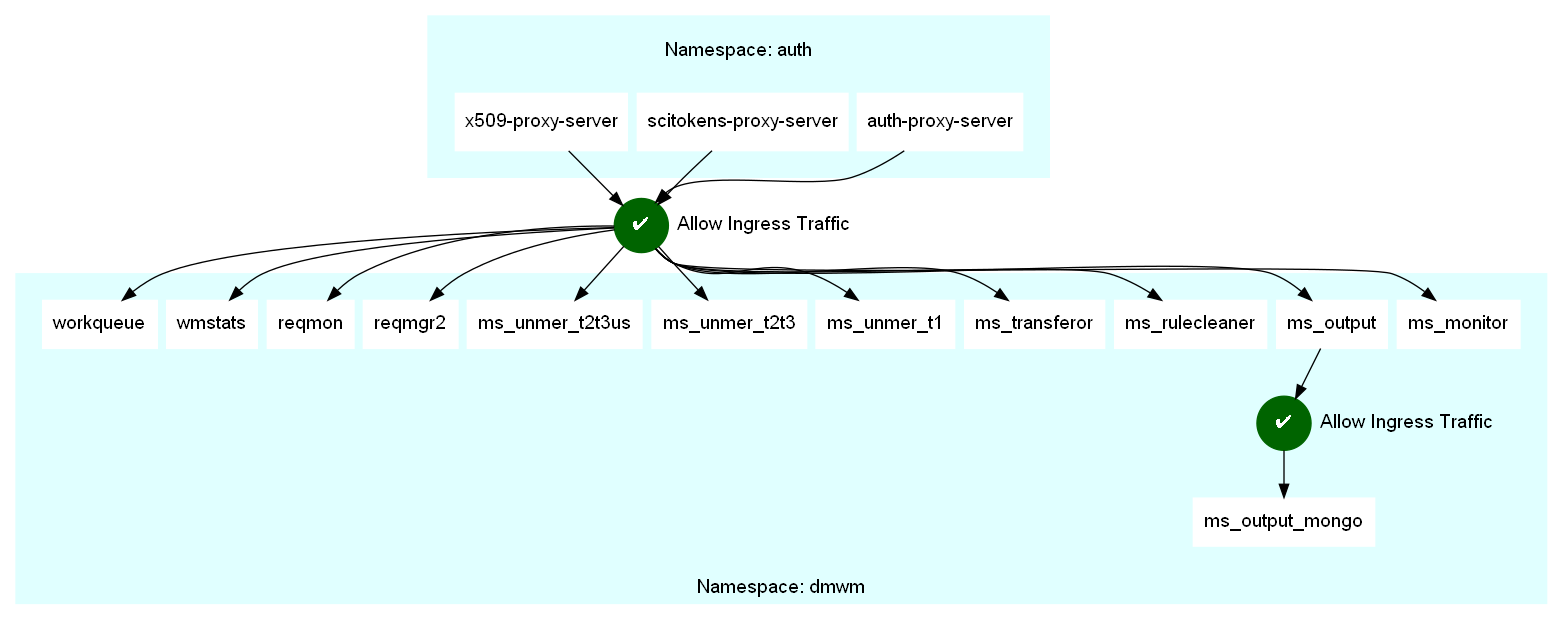 Namespace: auth
x509-proxy-server
scitokens-proxy-server
auth-proxy-server
✔
Allow Ingress Traffic
workqueue
wmstats
reqmon
reqmgr2
ms_unmer_t2t3us
ms_unmer_t2t3
ms_unmer_t1
ms_transferor
ms_rulecleaner
ms_output
ms_monitor
✔
Allow Ingress Traffic
ms_output_mongo
Namespace: dmwm